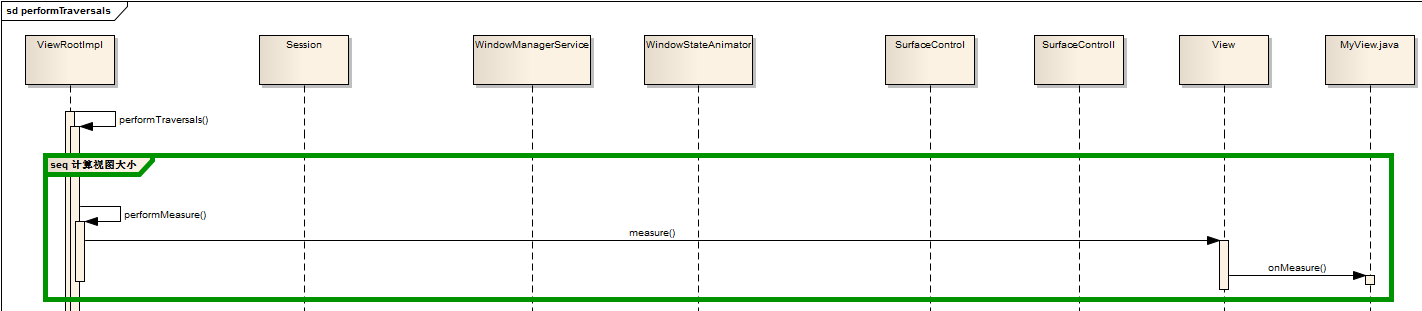 sd performTraversals
ViewRootImpl
Session
WindowManagerService
WindowStateAnimator
SurfaceControl
SurfaceControll
View
MyView.java
performTraversals()
seq 计算视图大小
performMeasure()
measure()
onMeasure()